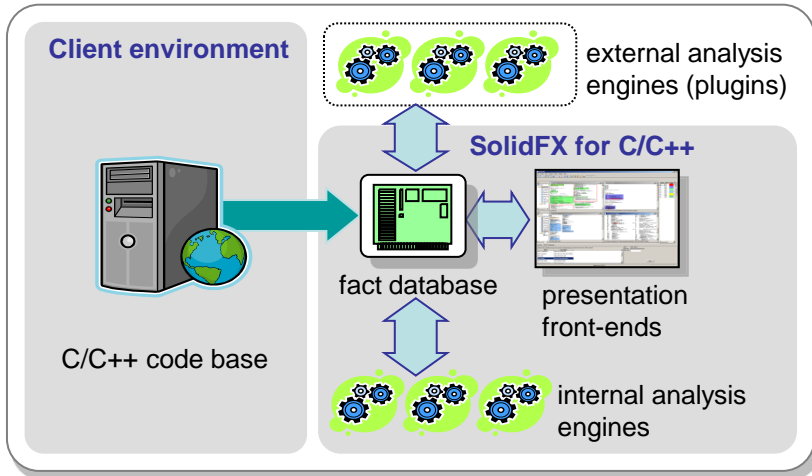 Client environment
C/C++ code base
external analysis
engines (plugins)
SolidFX for C/C++
fact database
presentation
front-ends
internal analysis
engines